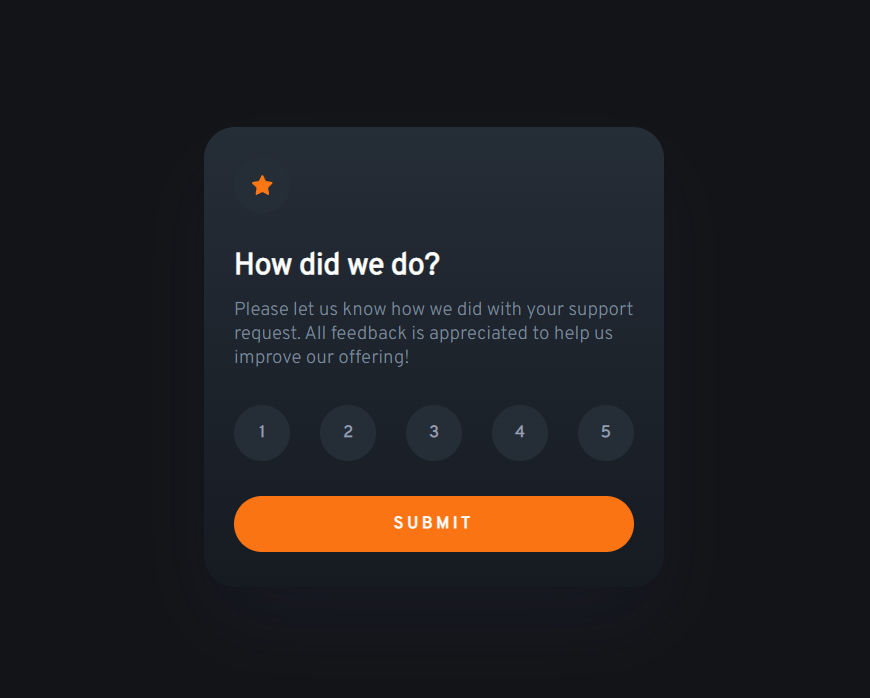 How did we do?
Please let us know how we did with your support
request. All feedback is appreciated to help us
improve our offering!
1 2 3 4 5
SUBMIT